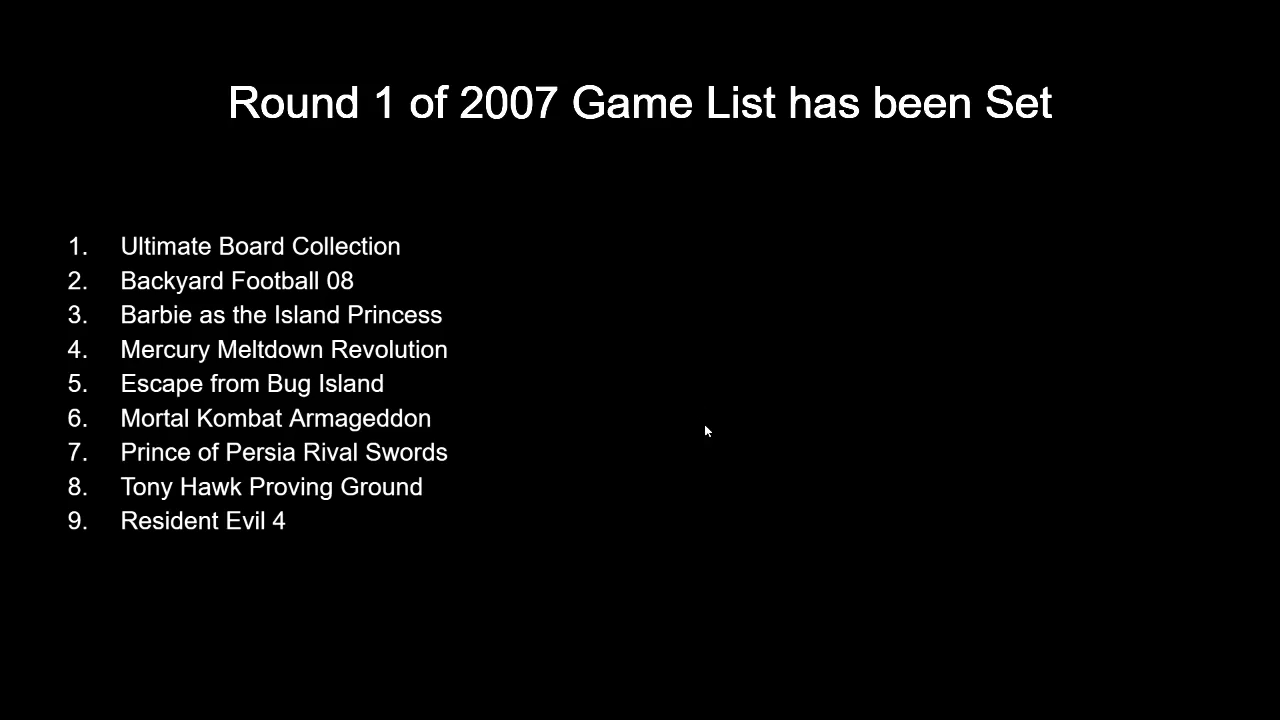 Round 1 of 2007 Game List has been Set
1. Ultimate Board Collection
2. Backyard Football 08
3. Barbie as the Island Princess
4. Mercury Meltdown Revolution
5. Escape from Bug Island
6. Mortal Kombat Armageddon
7. Prince of Persia Rival Swords
8. Tony Hawk Proving Ground
9. Resident Evil 4